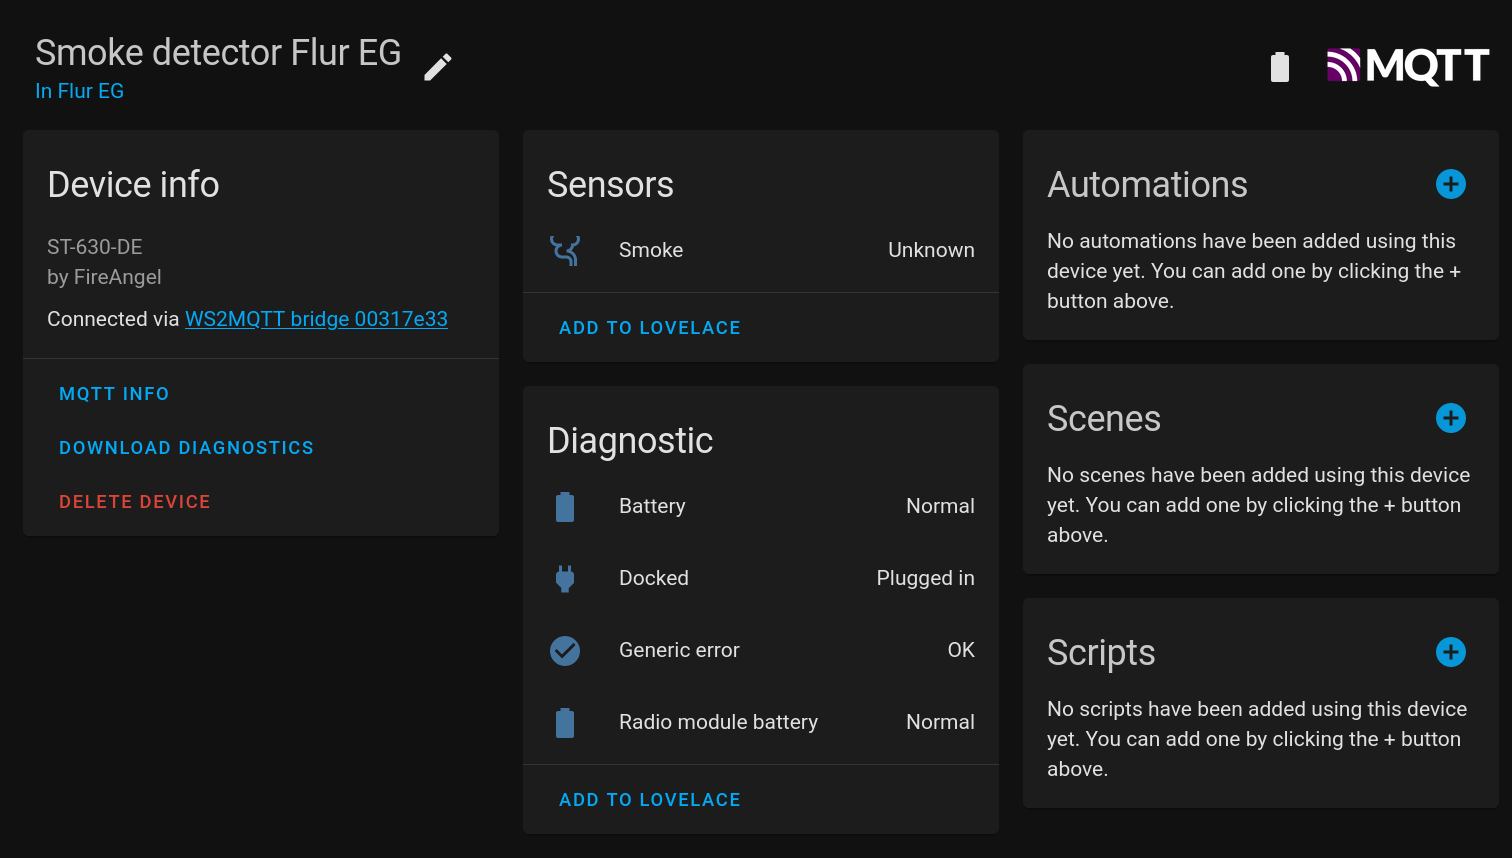 Smoke detector Flur EG
In Flur EG
MQTT
Device info
ST-630-DE
by FireAngel
Connected via WS2MQTT bridge 00317e33
MQTT INFO
DOWNLOAD DIAGNOSTICS
DELETE DEVICE
Sensors
Smoke Unknown
ADD TO LOVELACE
Diagnostic
Battery Normal
Docked Plugged in
Generic error OK
Radio module battery Normal
ADD TO LOVELACE
Automations
No automations have been added using this
device yet. You can add one by clicking the +
button above.
Scenes
No scenes have been added using this device
yet. You can add one by clicking the + button
above.
Scripts
No scripts have been added using this device
yet. You can add one by clicking the + button
above.